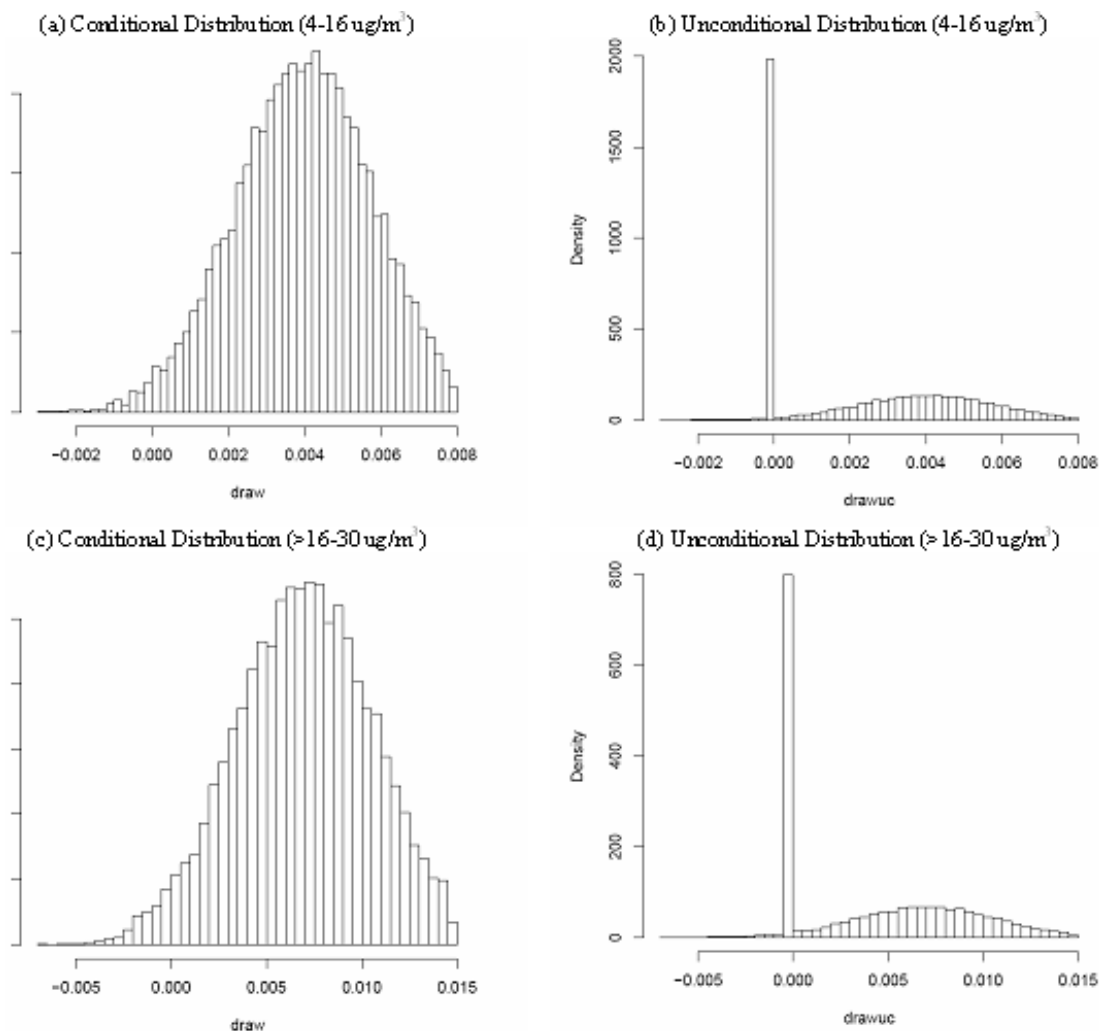 (a) Conditional Distribution (4-16 ug/m³)
(b) Unconditional Distribution (4-16 ug/m³)
2000
1500
1000
500
0
Density
−0.002 0.000 0.002 0.004 0.006 0.008
draw
−0.002 0.000 0.002 0.004 0.006 0.008
drawuc
(c) Conditional Distribution (>16-30 ug/m³)
(d) Unconditional Distribution (>16-30 ug/m³)
800
600
400
200
0
Density
−0.005 0.000 0.005 0.010 0.015
draw
−0.005 0.000 0.005 0.010 0.015
drawuc